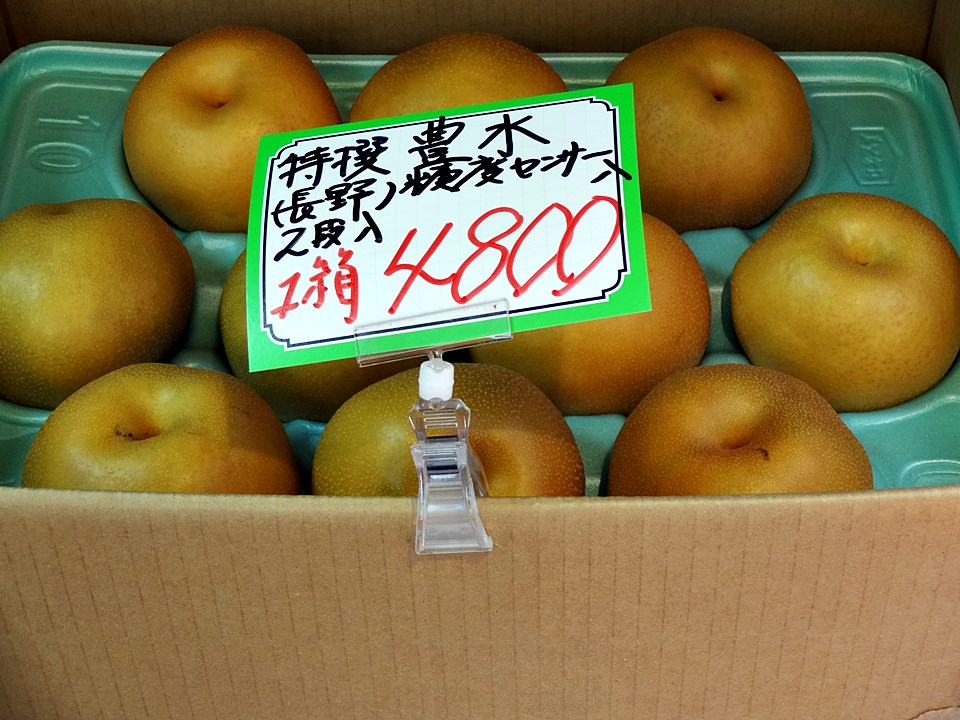 特撰 豊水
(長野) 糖度センサー入
2段入
1箱 4800
10